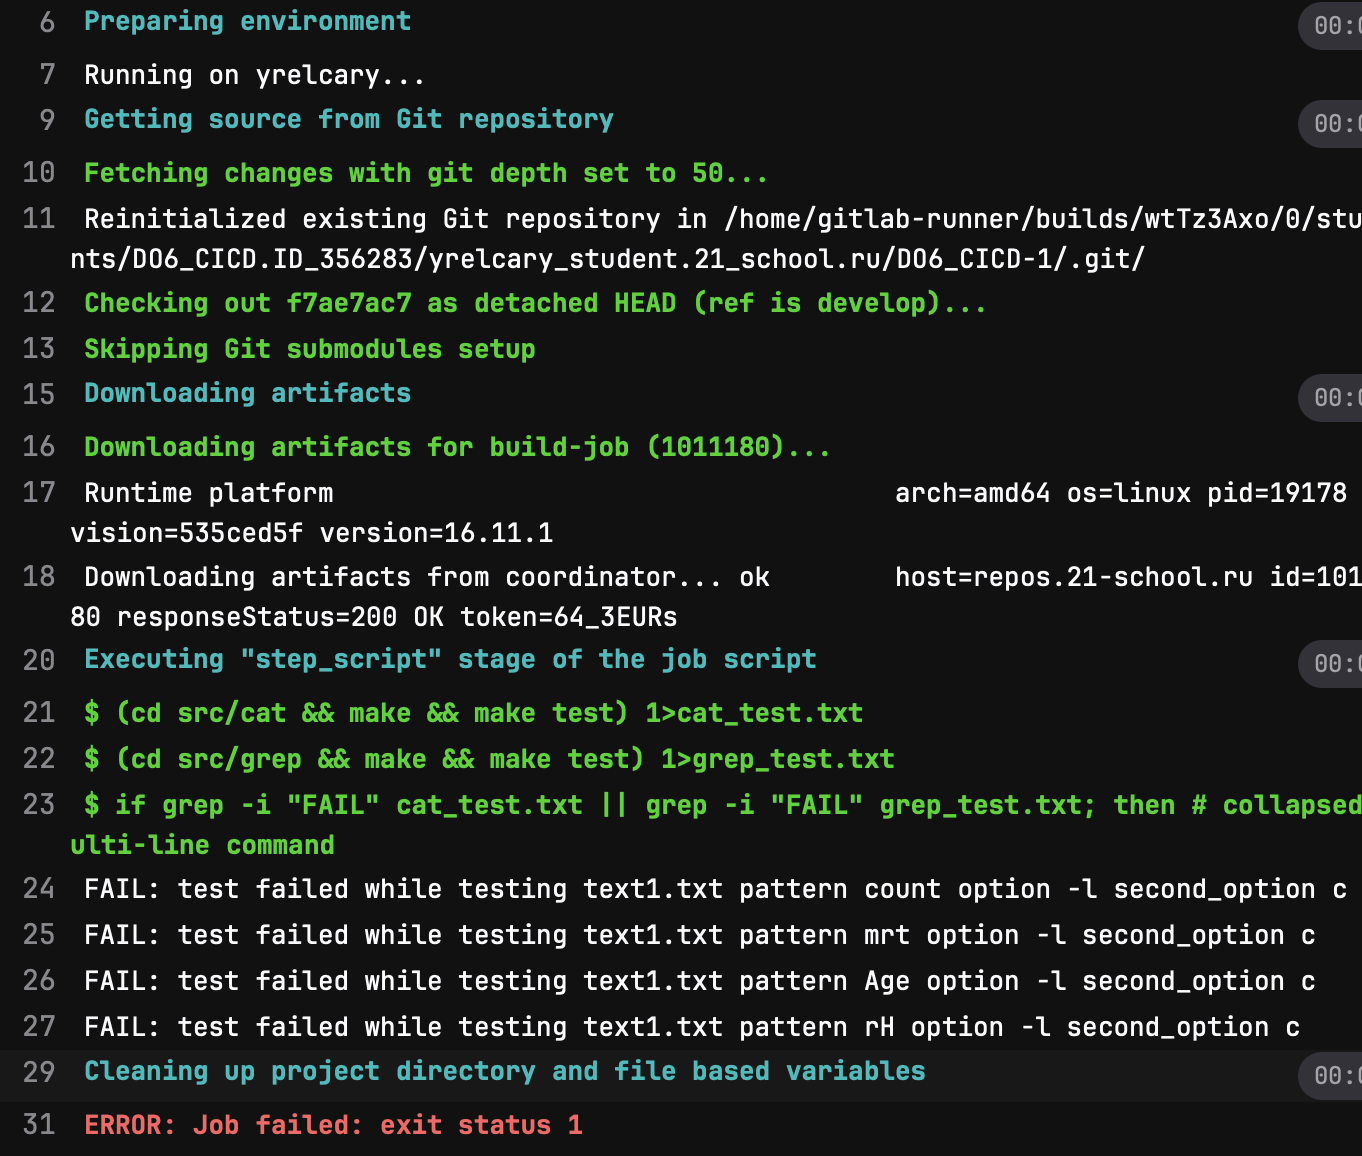 6 Preparing environment 00:
7 Running on yrelcary...
9 Getting source from Git repository 00:
10 Fetching changes with git depth set to 50...
11 Reinitialized existing Git repository in /home/gitlab-runner/builds/wtTz3Axo/0/stu
nts/DO6_CICD.ID_356283/yrelcary_student.21_school.ru/DO6_CICD-1/.git/
12 Checking out f7ae7ac7 as detached HEAD (ref is develop)...
13 Skipping Git submodules setup
15 Downloading artifacts 00:
16 Downloading artifacts for build-job (1011180)...
17 Runtime platform arch=amd64 os=linux pid=19178
vision=535ced5f version=16.11.1
18 Downloading artifacts from coordinator... ok host=repos.21-school.ru id=101
80 responseStatus=200 OK token=64_3EURs
20 Executing "step_script" stage of the job script 00:
21 $ (cd src/cat && make && make test) 1>cat_test.txt
22 $ (cd src/grep && make && make test) 1>grep_test.txt
23 $ if grep -i "FAIL" cat_test.txt || grep -i "FAIL" grep_test.txt; then # collapsed
ulti-line command
24 FAIL: test failed while testing text1.txt pattern count option -l second_option c
25 FAIL: test failed while testing text1.txt pattern mrt option -l second_option c
26 FAIL: test failed while testing text1.txt pattern Age option -l second_option c
27 FAIL: test failed while testing text1.txt pattern rH option -l second_option c
29 Cleaning up project directory and file based variables 00:
31 ERROR: Job failed: exit status 1